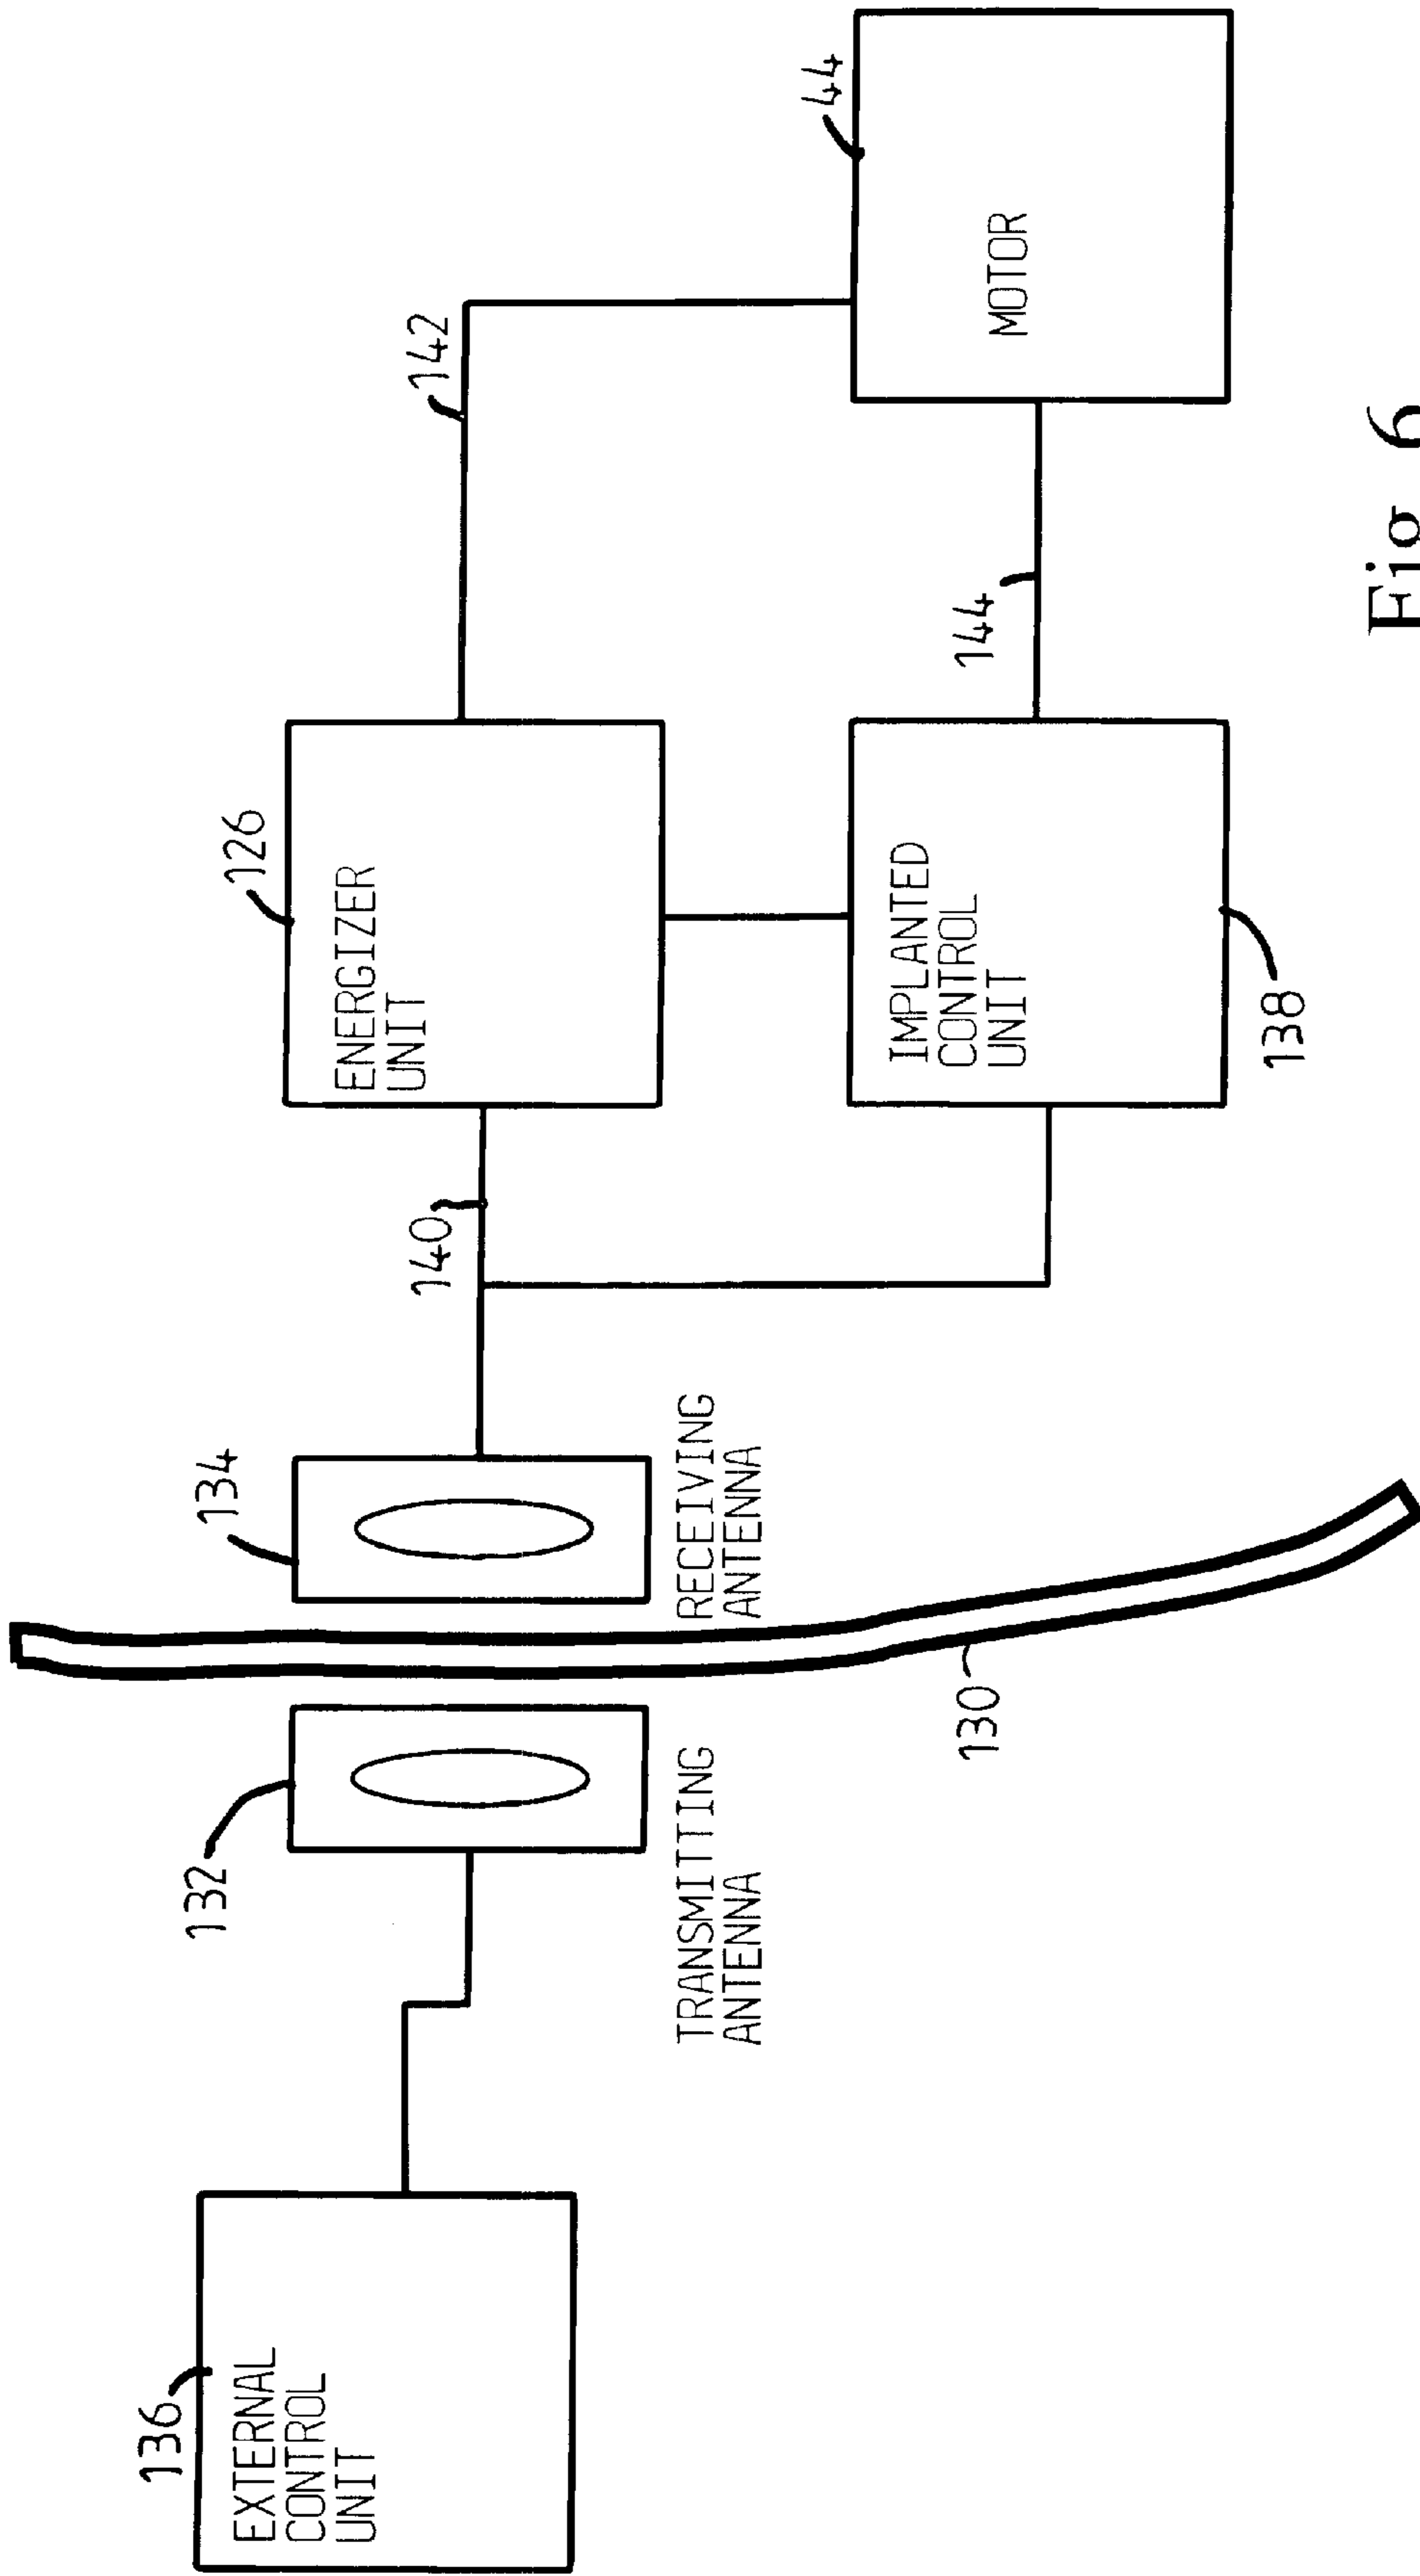 136
EXTERNAL
CONTROL
UNIT
132
TRANSMITTING
ANTENNA
130
134
RECEIVING
ANTENNA
140
126
ENERGIZER
UNIT
IMPLANTED
CONTROL
UNIT
138
142
144
44
MOTOR
Fig. 6